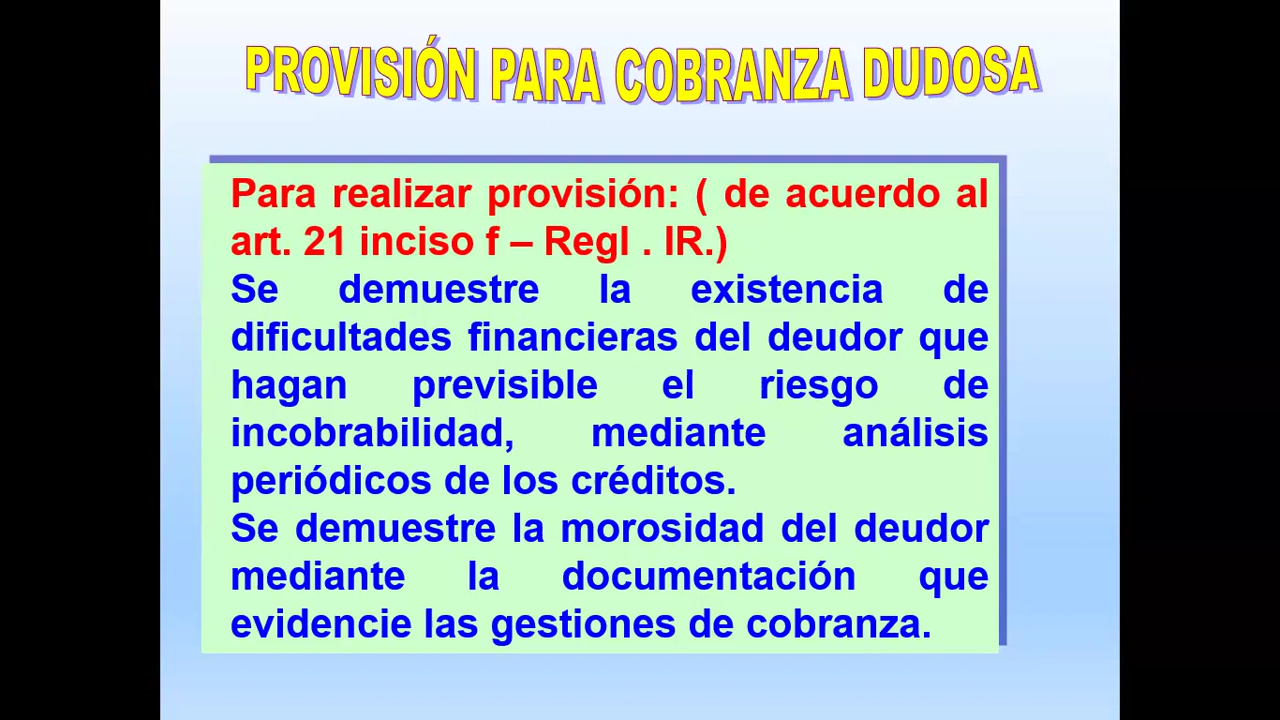 PROVISIÓN PARA COBRANZA DUDOSA
Para realizar provisión: ( de acuerdo al
art. 21 inciso f – Regl . IR.)
Se demuestre la existencia de
dificultades financieras del deudor que
hagan previsible el riesgo de
incobrabilidad, mediante análisis
periódicos de los créditos.
Se demuestre la morosidad del deudor
mediante la documentación que
evidencie las gestiones de cobranza.